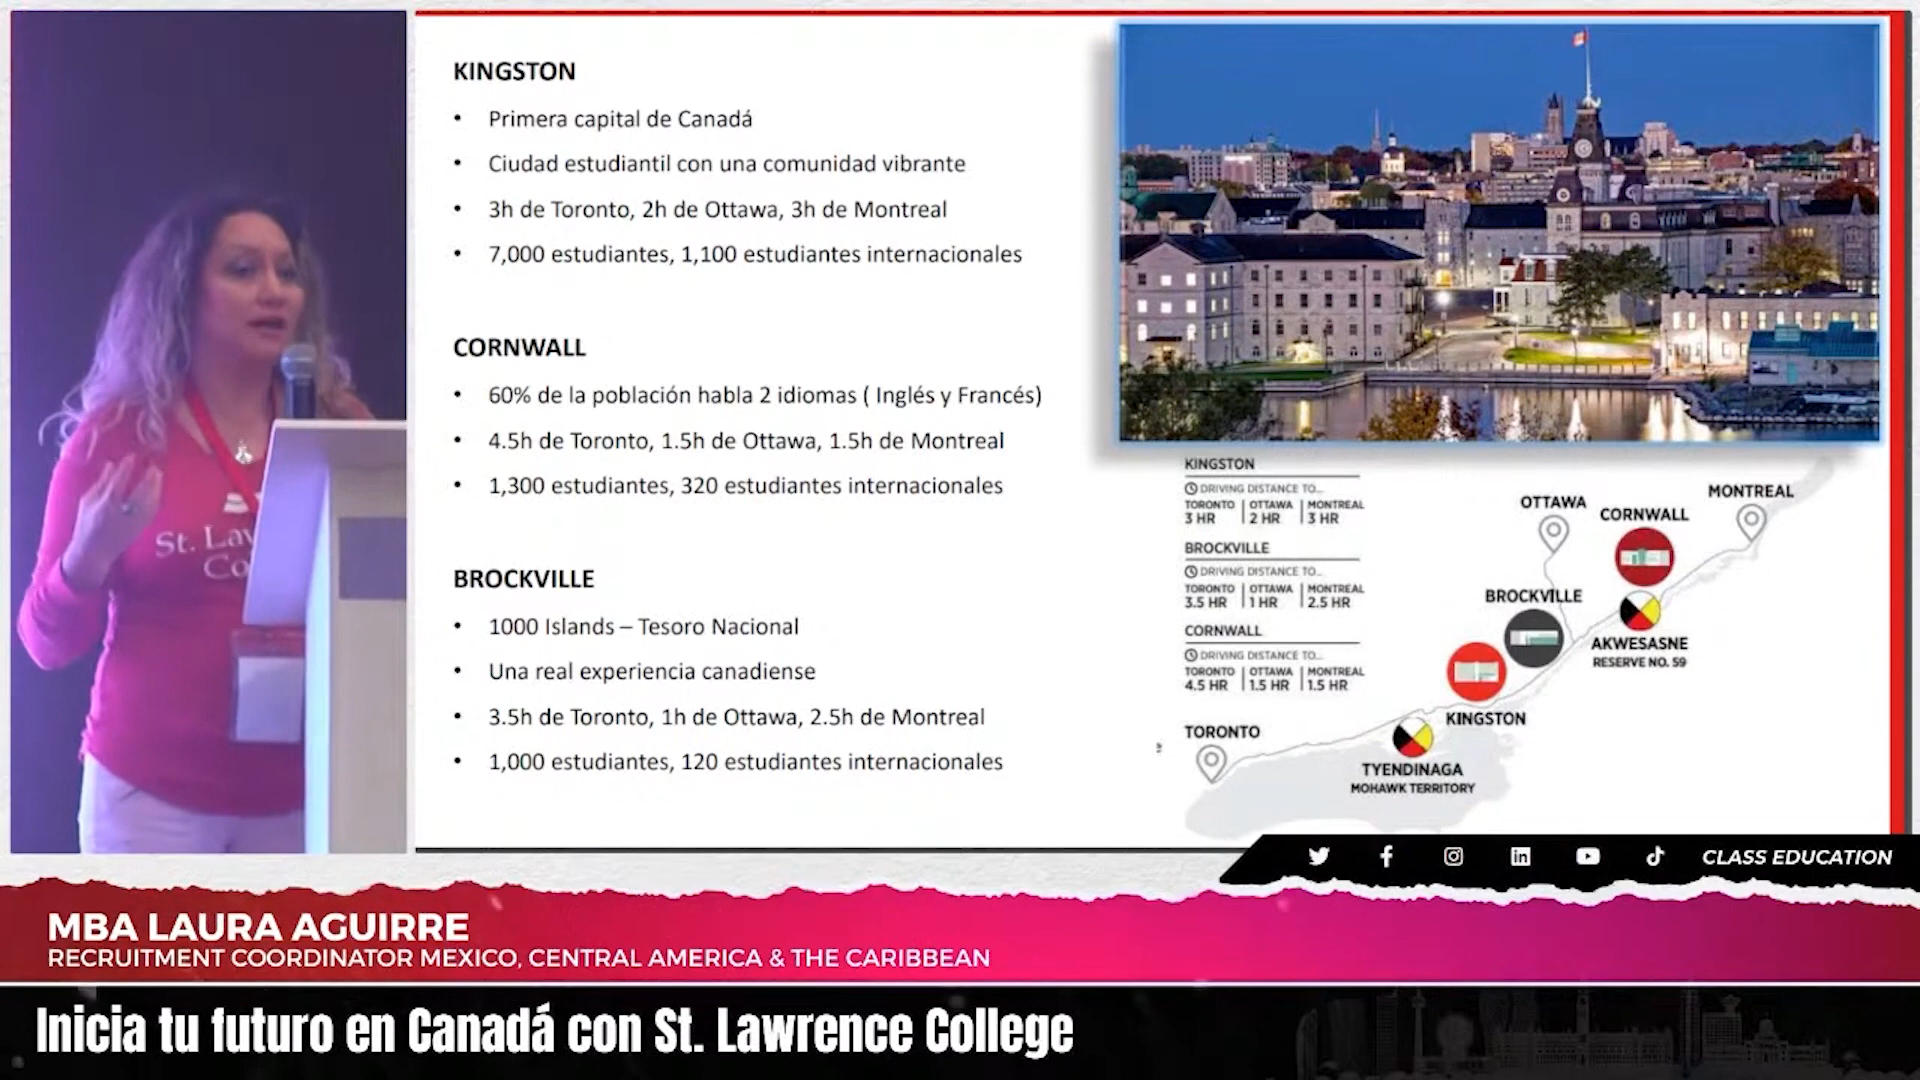 KINGSTON
• Primera capital de Canadá
• Ciudad estudiantil con una comunidad vibrante
• 3h de Toronto, 2h de Ottawa, 3h de Montreal
• 7,000 estudiantes, 1,100 estudiantes internacionales
CORNWALL
• 60% de la población habla 2 idiomas ( Inglés y Francés)
• 4.5h de Toronto, 1.5h de Ottawa, 1.5h de Montreal
• 1,300 estudiantes, 320 estudiantes internacionales
BROCKVILLE
• 1000 Islands – Tesoro Nacional
• Una real experiencia canadiense
• 3.5h de Toronto, 1h de Ottawa, 2.5h de Montreal
• 1,000 estudiantes, 120 estudiantes internacionales
KINGSTON
DRIVING DISTANCE TO...
TORONTO | OTTAWA | MONTREAL
3 HR | 2 HR | 3 HR
BROCKVILLE
DRIVING DISTANCE TO...
TORONTO | OTTAWA | MONTREAL
3.5 HR | 1 HR | 2.5 HR
CORNWALL
DRIVING DISTANCE TO...
TORONTO | OTTAWA | MONTREAL
4.5 HR | 1.5 HR | 1.5 HR
MONTREAL
OTTAWA
CORNWALL
BROCKVILLE
AKWESASNE
RESERVE NO. 59
KINGSTON
TORONTO
TYENDINAGA
MOHAWK TERRITORY
St. Law
Co
CLASS EDUCATION
MBA LAURA AGUIRRE
RECRUITMENT COORDINATOR MEXICO, CENTRAL AMERICA & THE CARIBBEAN
Inicia tu futuro en Canadá con St. Lawrence College